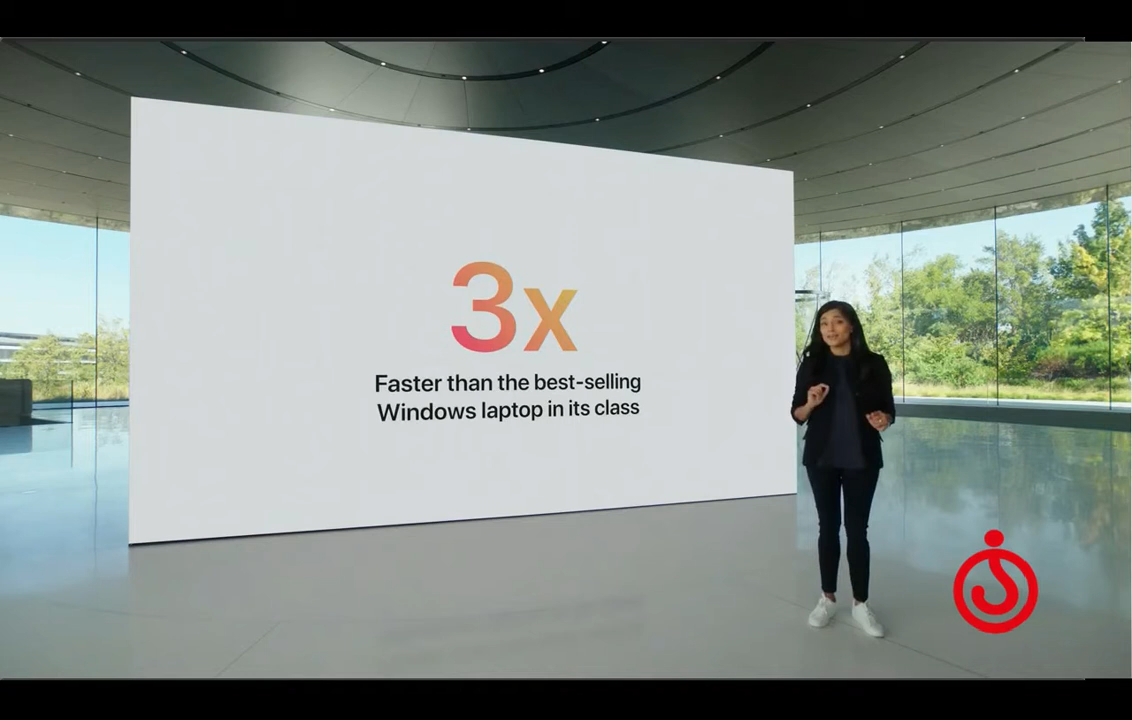 3x
Faster than the best-selling
Windows laptop in its class